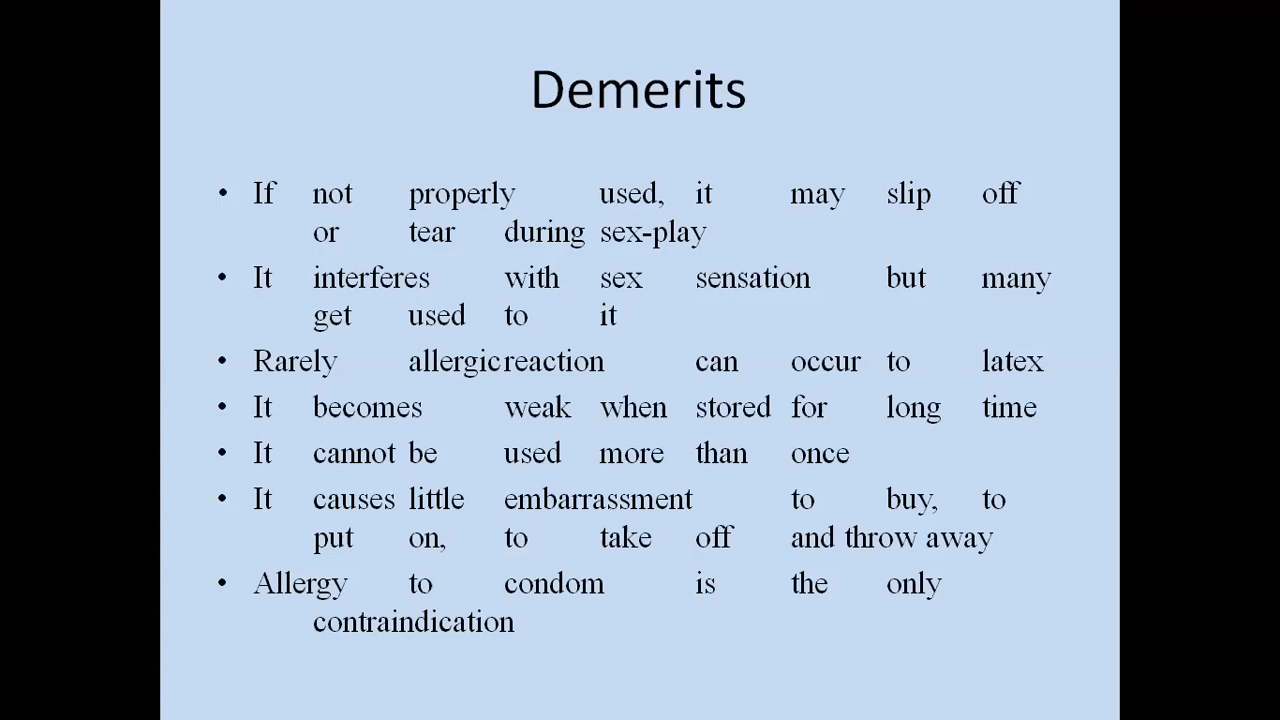 Demerits
• If not properly used, it may slip off
or tear during sex-play
• It interferes with sex sensation but many
get used to it
• Rarely allergic reaction can occur to latex
• It becomes weak when stored for long time
• It cannot be used more than once
• It causes little embarrassment to buy, to
put on, to take off and throw away
• Allergy to condom is the only
contraindication